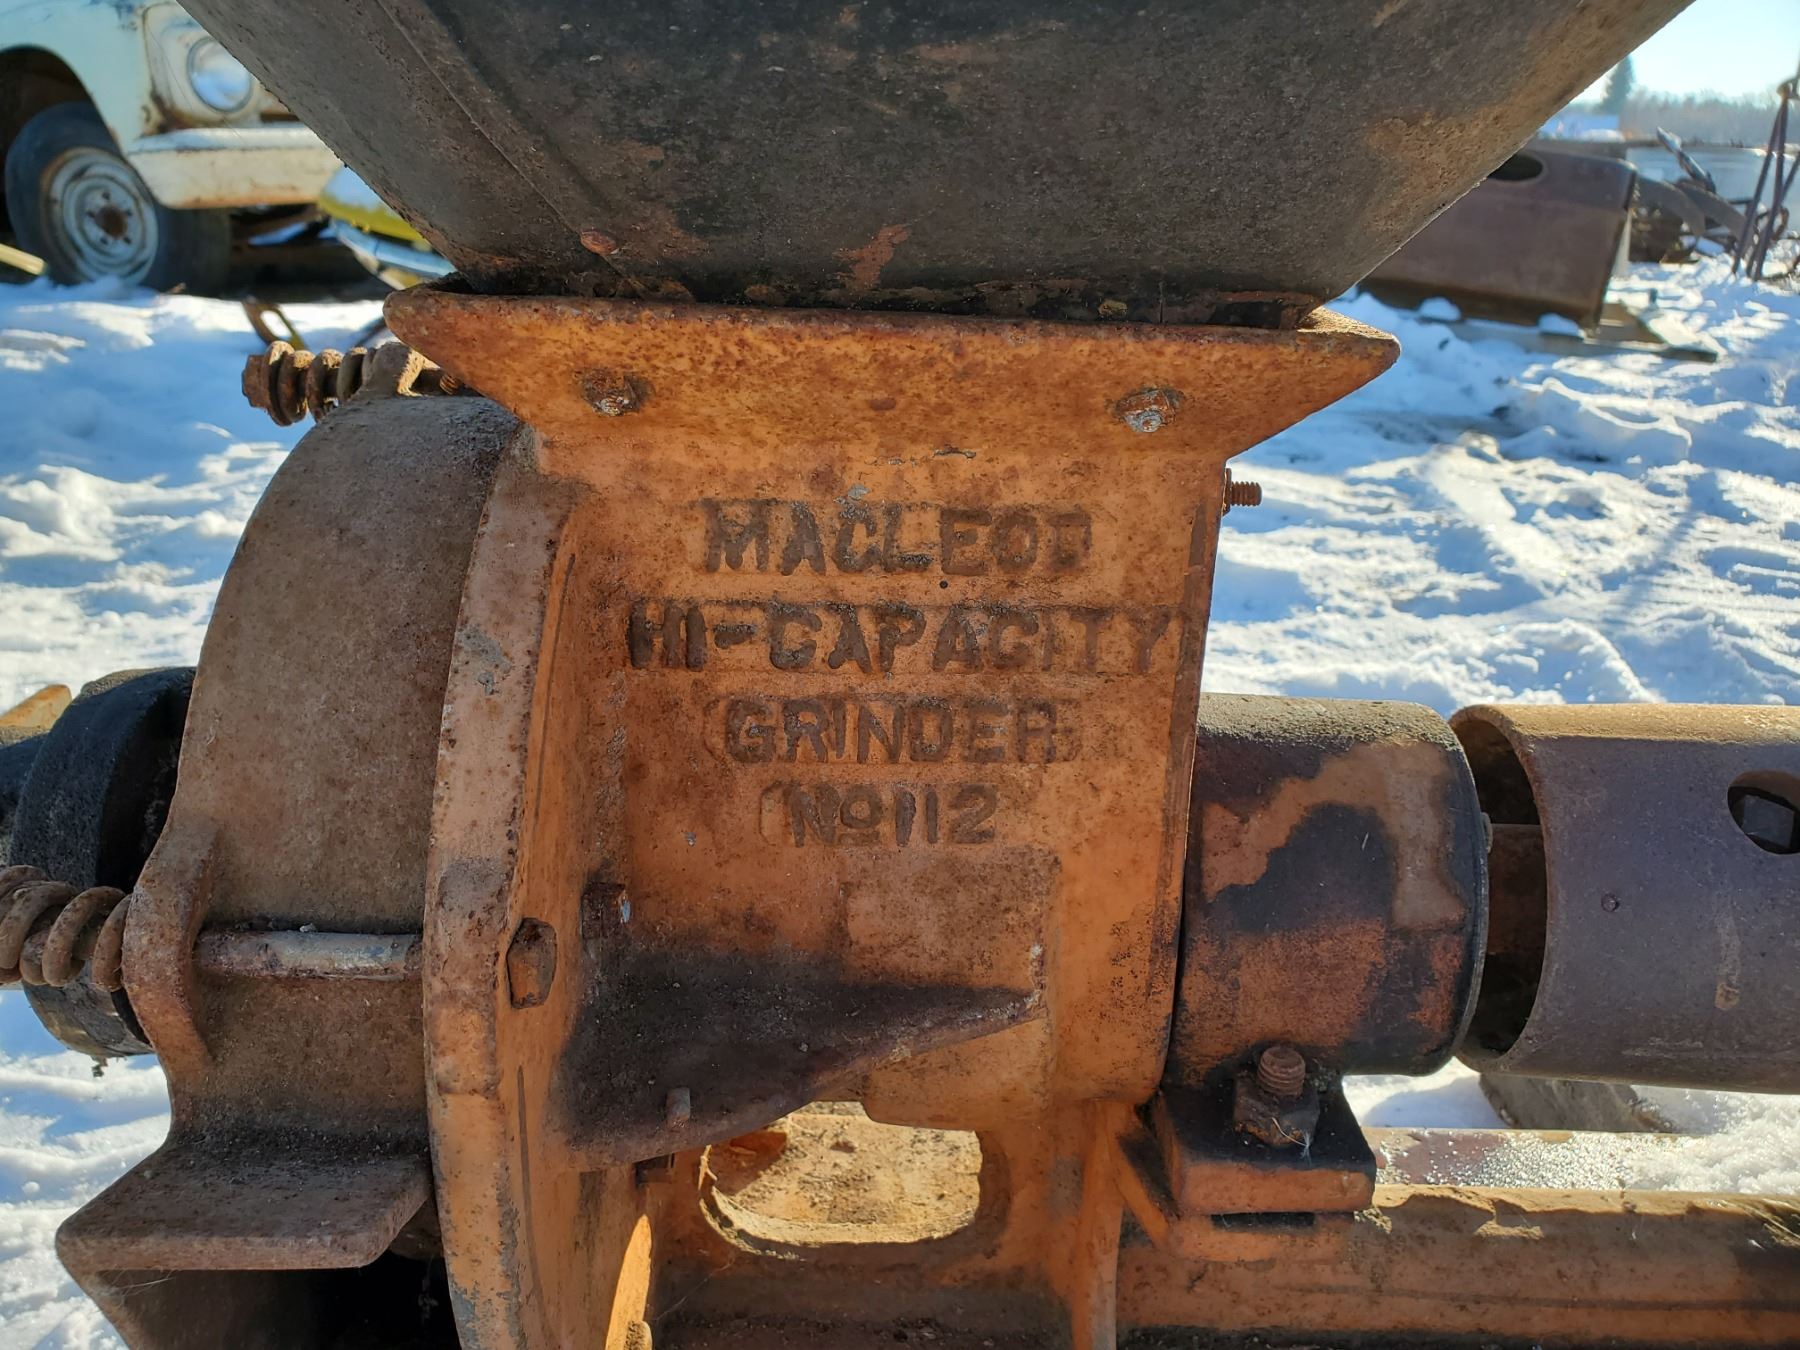 MACLEOD
HI-CAPACITY
GRINDER
No 112